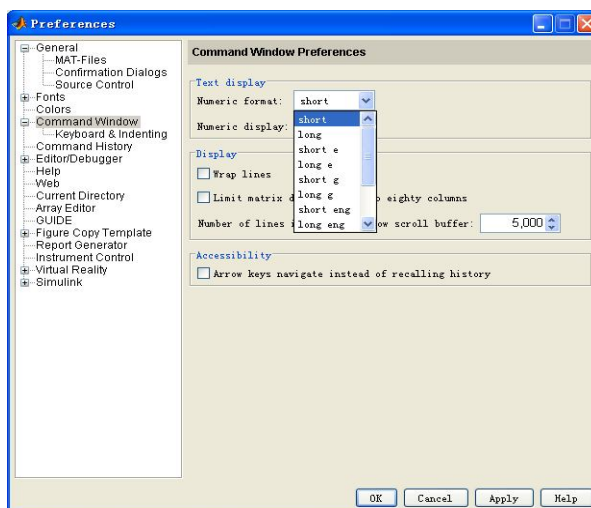 Preferences
General
MAT-Files
Confirmation Dialogs
Source Control
Fonts
Colors
Command Window
Keyboard & Indenting
Command History
Editor/Debugger
Help
Web
Current Directory
Array Editor
GUIDE
Figure Copy Template
Report Generator
Instrument Control
Virtual Reality
Simulink
Command Window Preferences
Text display
Numeric format: short
Numeric display:
short
long
short e
long e
short g
long g
short eng
long eng
Display
Wrap lines
Limit matrix eighty columns
Number of lines scroll buffer: 5,000
Accessibility
Arrow keys navigate instead of recalling history
OK Cancel Apply Help